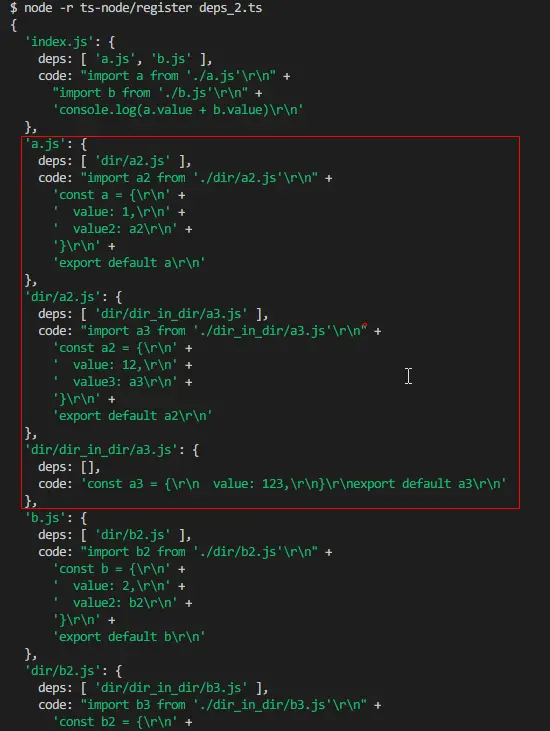 $ node -r ts-node/register deps_2.ts
{
  'index.js': {
    deps: [ 'a.js', 'b.js' ],
    code: "import a from './a.js'\r\n" +
      "import b from './b.js'\r\n" +
      'console.log(a.value + b.value)\r\n'
  },
  'a.js': {
    deps: [ 'dir/a2.js' ],
    code: "import a2 from './dir/a2.js'\r\n" +
      'const a = {\r\n' +
      '  value: 1,\r\n' +
      '  value2: a2\r\n' +
      '}\r\n' +
      'export default a\r\n'
  },
  'dir/a2.js': {
    deps: [ 'dir/dir_in_dir/a3.js' ],
    code: "import a3 from './dir_in_dir/a3.js'\r\n" +
      'const a2 = {\r\n' +
      '  value: 12,\r\n' +
      '  value3: a3\r\n' +
      '}\r\n' +
      'export default a2\r\n'
  },
  'dir/dir_in_dir/a3.js': {
    deps: [],
    code: 'const a3 = {\r\n  value: 123,\r\n}\r\nexport default a3\r\n'
  },
  'b.js': {
    deps: [ 'dir/b2.js' ],
    code: "import b2 from './dir/b2.js'\r\n" +
      'const b = {\r\n' +
      '  value: 2,\r\n' +
      '  value2: b2\r\n' +
      '}\r\n' +
      'export default b\r\n'
  },
  'dir/b2.js': {
    deps: [ 'dir/dir_in_dir/b3.js' ],
    code: "import b3 from './dir_in_dir/b3.js'\r\n" +
      'const b2 = {\r\n' +